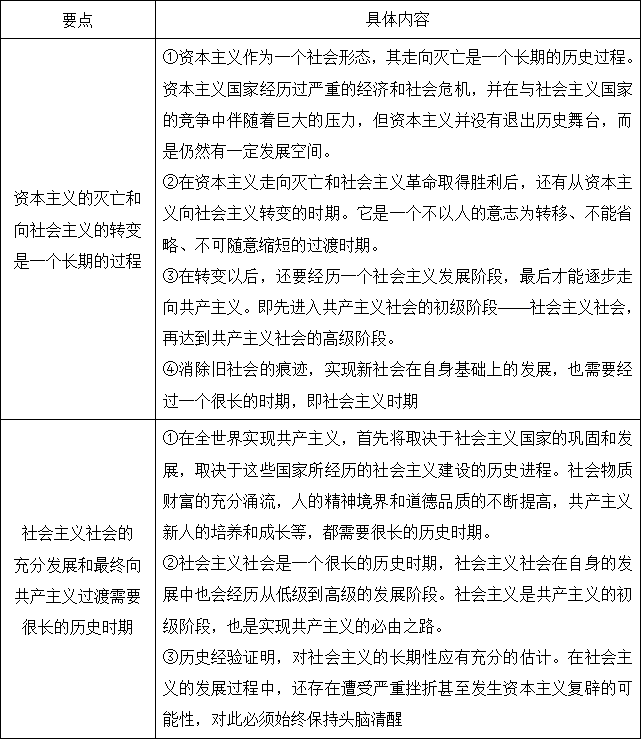 要点
具体内容
资本主义的灭亡和
向社会主义的转变
是一个长期的过程
①资本主义作为一个社会形态，其走向灭亡是一个长期的历史过程。
资本主义国家经历过严重的经济和社会危机，并在与社会主义国家
的竞争中伴随着巨大的压力，但资本主义并没有退出历史舞台，而
是仍然有一定发展空间。
②在资本主义走向灭亡和社会主义革命取得胜利后，还有从资本主
义向社会主义转变的时期。它是一个不以人的意志为转移、不能省
略、不可随意缩短的过渡时期。
③在转变以后，还要经历一个社会主义发展阶段，最后才能逐步走
向共产主义。即先进入共产主义社会的初级阶段——社会主义社会，
再达到共产主义社会的高级阶段。
④消除旧社会的痕迹，实现新社会在自身基础上的发展，也需要经
过一个很长的时期，即社会主义时期
社会主义社会的
充分发展和最终向
共产主义过渡需要
很长的历史时期
①在全世界实现共产主义，首先将取决于社会主义国家的巩固和发
展，取决于这些国家所经历的社会主义建设的历史进程。社会物质
财富的充分涌流，人的精神境界和道德品质的不断提高，共产主义
新人的培养和成长等，都需要很长的历史时期。
②社会主义社会是一个很长的历史时期，社会主义社会在自身的发
展中也会经历从低级到高级的发展阶段。社会主义是共产主义的初
级阶段，也是实现共产主义的必由之路。
③历史经验证明，对社会主义的长期性应有充分的估计。在社会主
义的发展过程中，还存在遭受严重挫折甚至发生资本主义复辟的可
能性，对此必须始终保持头脑清醒